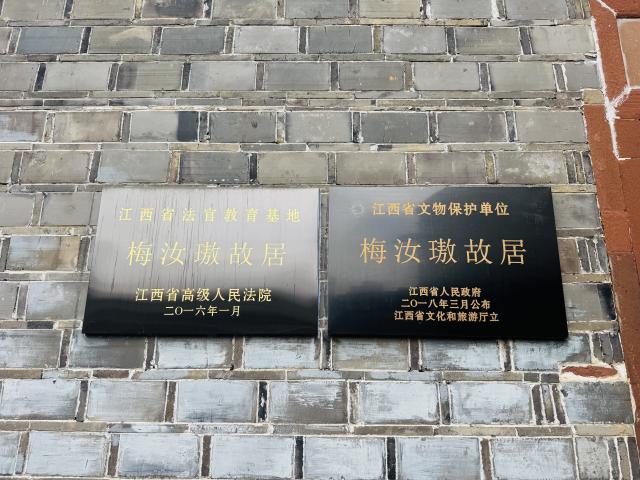 江西省法官教育基地
梅汝璈故居
江西省高级人民法院
二〇一六年一月
江西省文物保护单位
梅汝璈故居
江西省人民政府
二〇一八年三月公布
江西省文化和旅游厅立